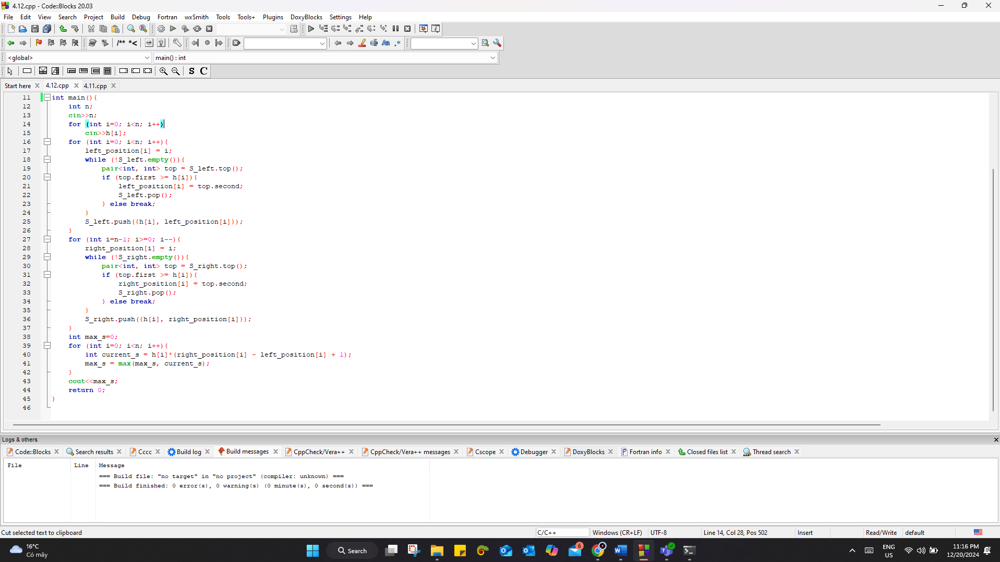 4.12.cpp - Code::Blocks 20.03
File Edit View Search Project Build Debug Fortran wxSmith Tools Tools+ Plugins DoxyBlocks Settings Help
/** *<
Aa .*
<global> main() : int
S C
Start here 4.12.cpp 4.11.cpp
11 int main(){
12 int n;
13 cin>>n;
14 for (int i=0; i<n; i++)
15 cin>>h[i];
16 for (int i=0; i<n; i++){
17 left_position[i] = i;
18 while (!S_left.empty()){
19 pair<int, int> top = S_left.top();
20 if (top.first >= h[i]){
21 left_position[i] = top.second;
22 S_left.pop();
23 } else break;
24 }
25 S_left.push({h[i], left_position[i]});
26 }
27 for (int i=n-1; i>=0; i--){
28 right_position[i] = i;
29 while (!S_right.empty()){
30 pair<int, int> top = S_right.top();
31 if (top.first >= h[i]){
32 right_position[i] = top.second;
33 S_right.pop();
34 } else break;
35 }
36 S_right.push({h[i], right_position[i]});
37 }
38 int max_s=0;
39 for (int i=0; i<n; i++){
40 int current_s = h[i]*(right_position[i] - left_position[i] + 1);
41 max_s = max(max_s, current_s);
42 }
43 cout<<max_s;
44 return 0;
45 }
46
Logs & others
Code::Blocks Search results Cccc Build log Build messages CppCheck/Vera++ CppCheck/Vera++ messages Cscope Debugger DoxyBlocks Fortran info Closed files list Thread search
File Line Message
=== Build file: "no target" in "no project" (compiler: unknown) ===
=== Build finished: 0 error(s), 0 warning(s) (0 minute(s), 0 second(s)) ===
Cut selected text to clipboard C/C++ Windows (CR+LF) UTF-8 Line 14, Col 28, Pos 502 Insert Read/Write default
16°C
Có mây
Search
6
ENG
US
11:16 PM
12/20/2024